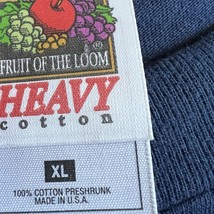 ®
FRUIT OF THE LOOM
HEAVY
cotton
XL
100% COTTON PRESHRUNK
MADE IN U.S.A.